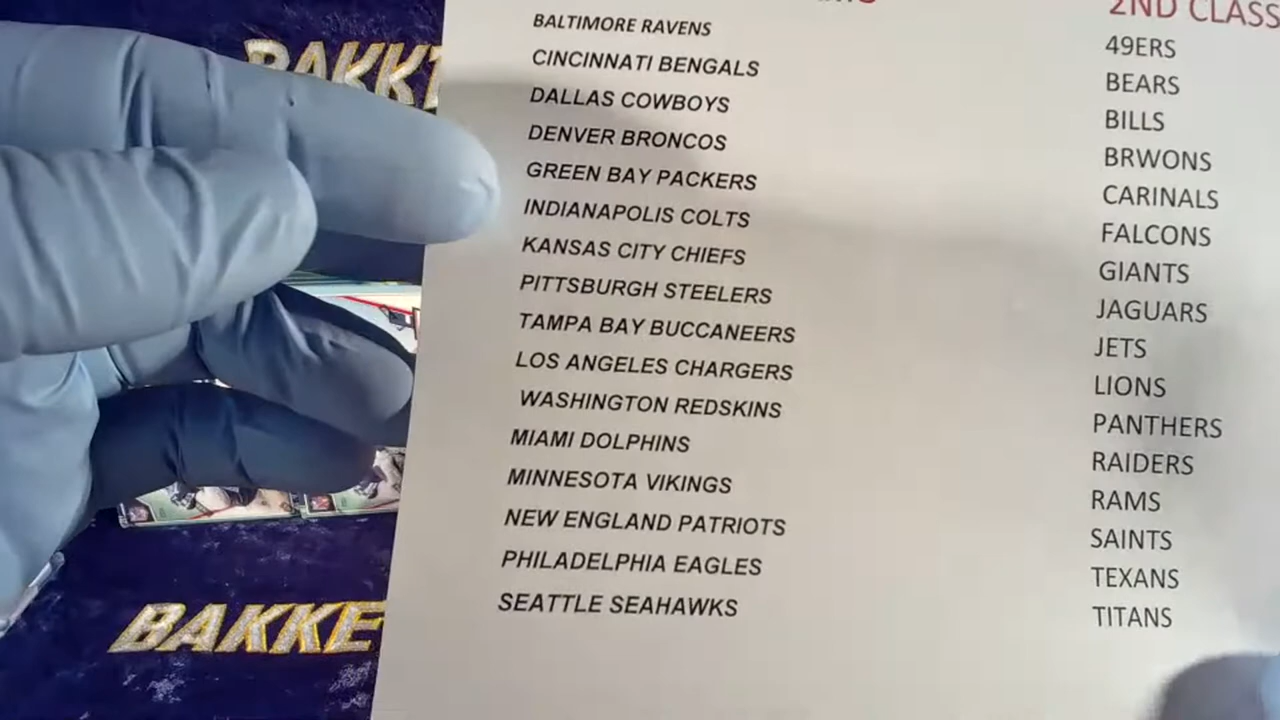 BAKK
2ND CLASS
BALTIMORE RAVENS
49ERS
CINCINNATI BENGALS
BEARS
DALLAS COWBOYS
BILLS
DENVER BRONCOS
BRWONS
GREEN BAY PACKERS
CARINALS
INDIANAPOLIS COLTS
FALCONS
KANSAS CITY CHIEFS
GIANTS
PITTSBURGH STEELERS
JAGUARS
TAMPA BAY BUCCANEERS
JETS
LOS ANGELES CHARGERS
LIONS
WASHINGTON REDSKINS
PANTHERS
MIAMI DOLPHINS
RAIDERS
MINNESOTA VIKINGS
RAMS
NEW ENGLAND PATRIOTS
SAINTS
PHILADELPHIA EAGLES
TEXANS
SEATTLE SEAHAWKS
TITANS
BAKKE